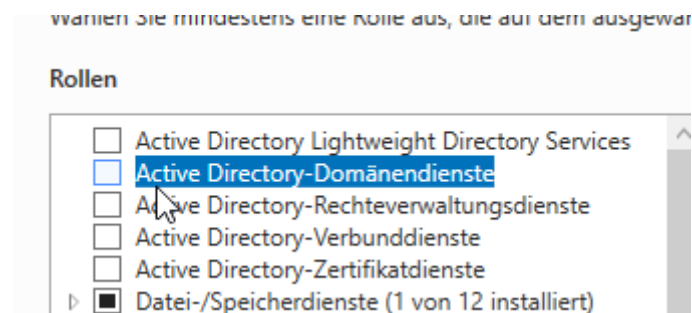 Wählen Sie mindestens eine Rolle aus, die auf dem
Rollen
Active Directory Lightweight Directory Services
Active Directory-Domänendienste
Active Directory-Rechteverwaltungsdienste
Active Directory-Verbunddienste
Active Directory-Zertifikatdienste
Datei-/Speicherdienste (1 von 12 installiert)